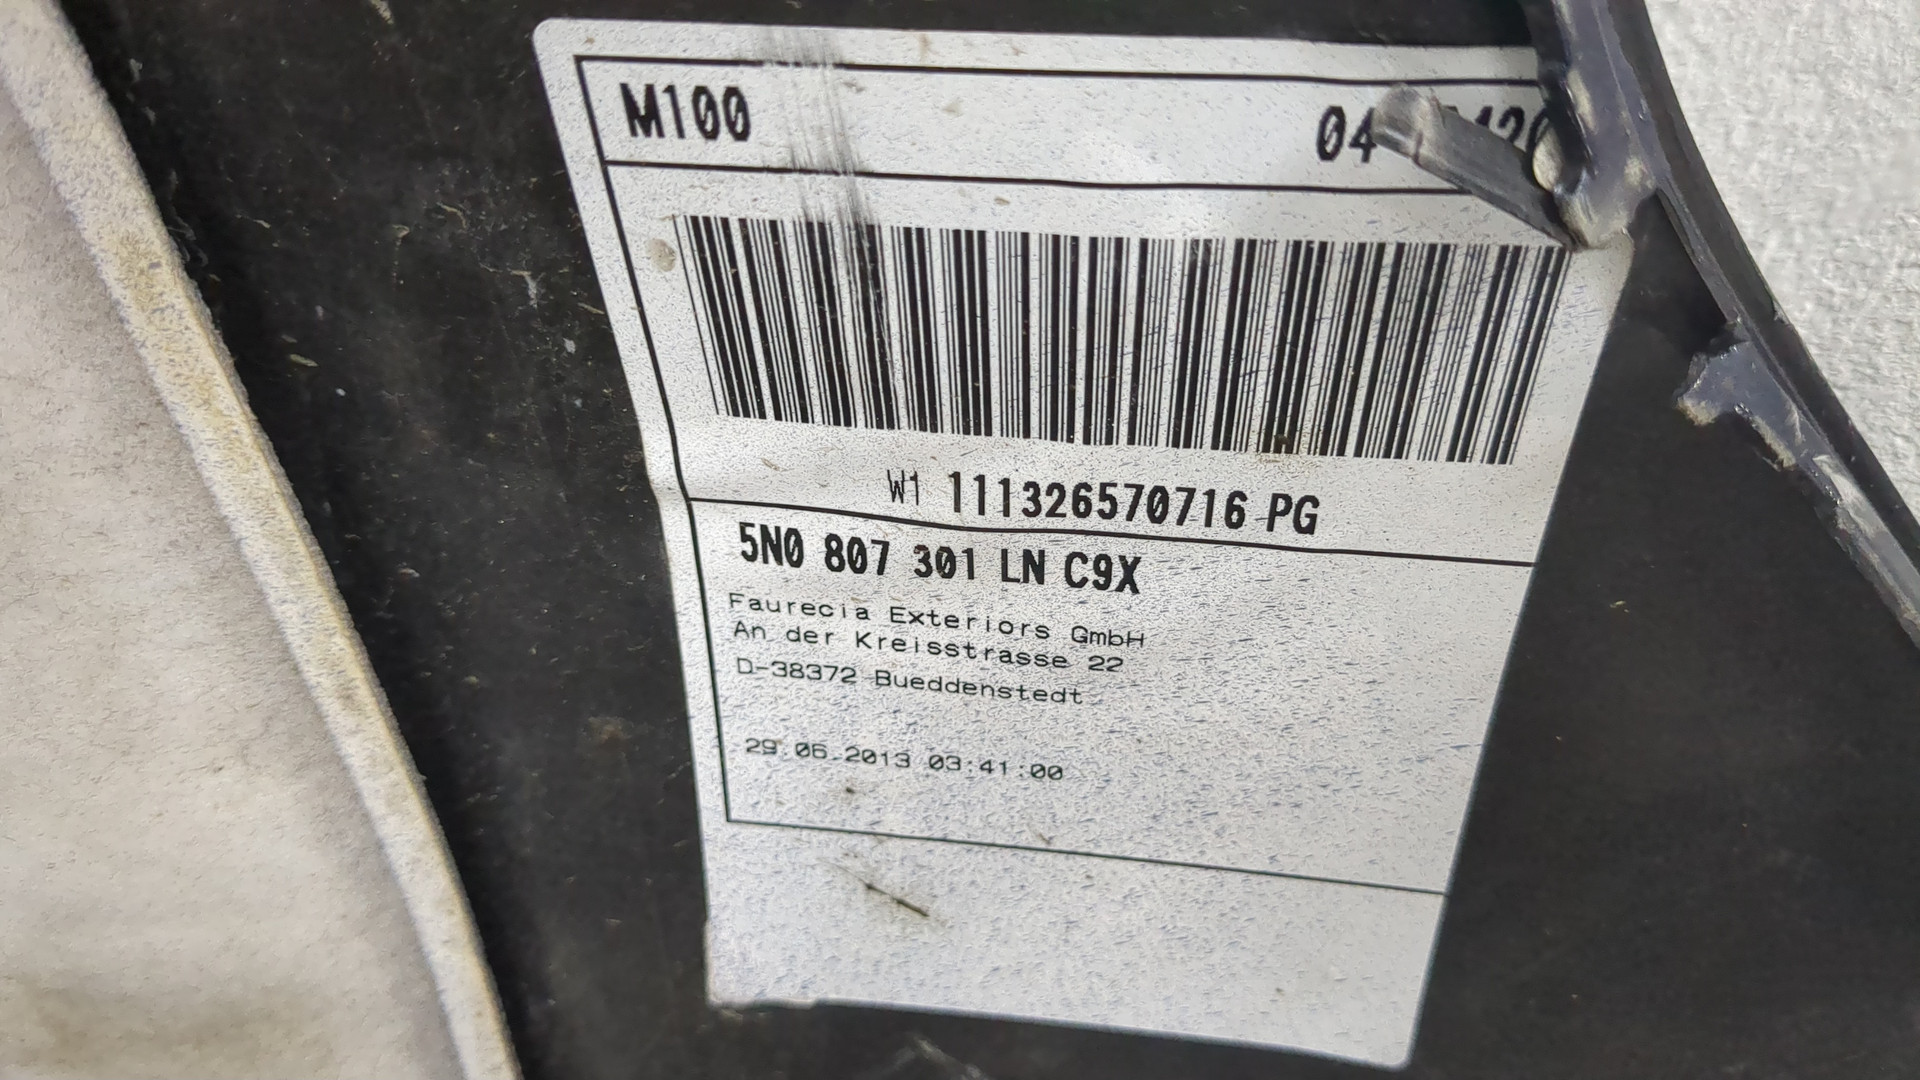 M100
W1 111326570716 PG
5N0 807 301 LN C9X
Faurecia Exteriors GmbH
An der Kreisstrasse 22
D-38372 Bueddenstedt
29.06.2013 03:41:00